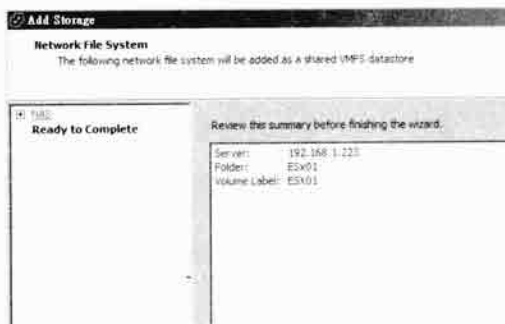 Add Storage
Network File System
The following network file system will be added as a shared VMFS datastore
NAS
Ready to Complete
Review this summary before finishing the wizard.
Server: 192.168.1.223
Folder: ESX01
Volume Label: ESX01